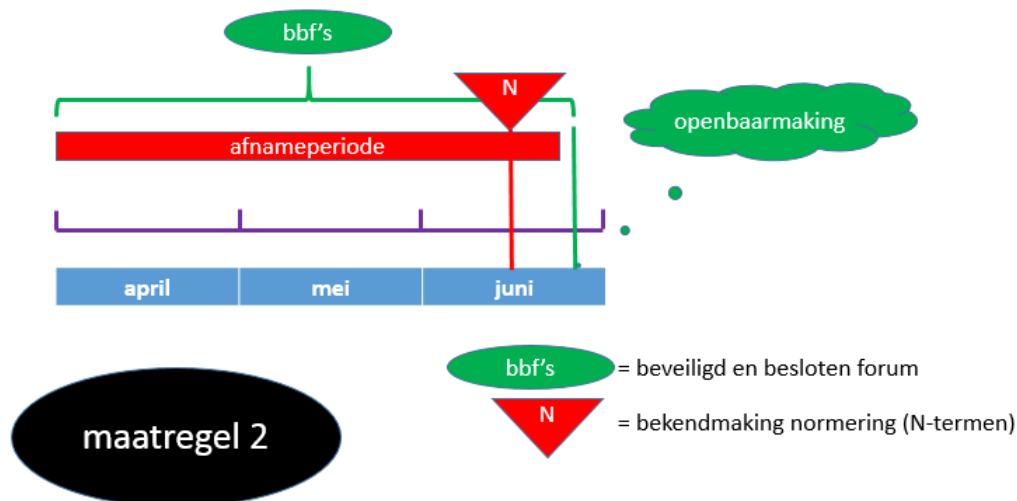 bbf's
N
openbaarmaking
afnameperiode
april mei juni
bbf's = beveiligd en besloten forum
N = bekendmaking normering (N-termen)
maatregel 2